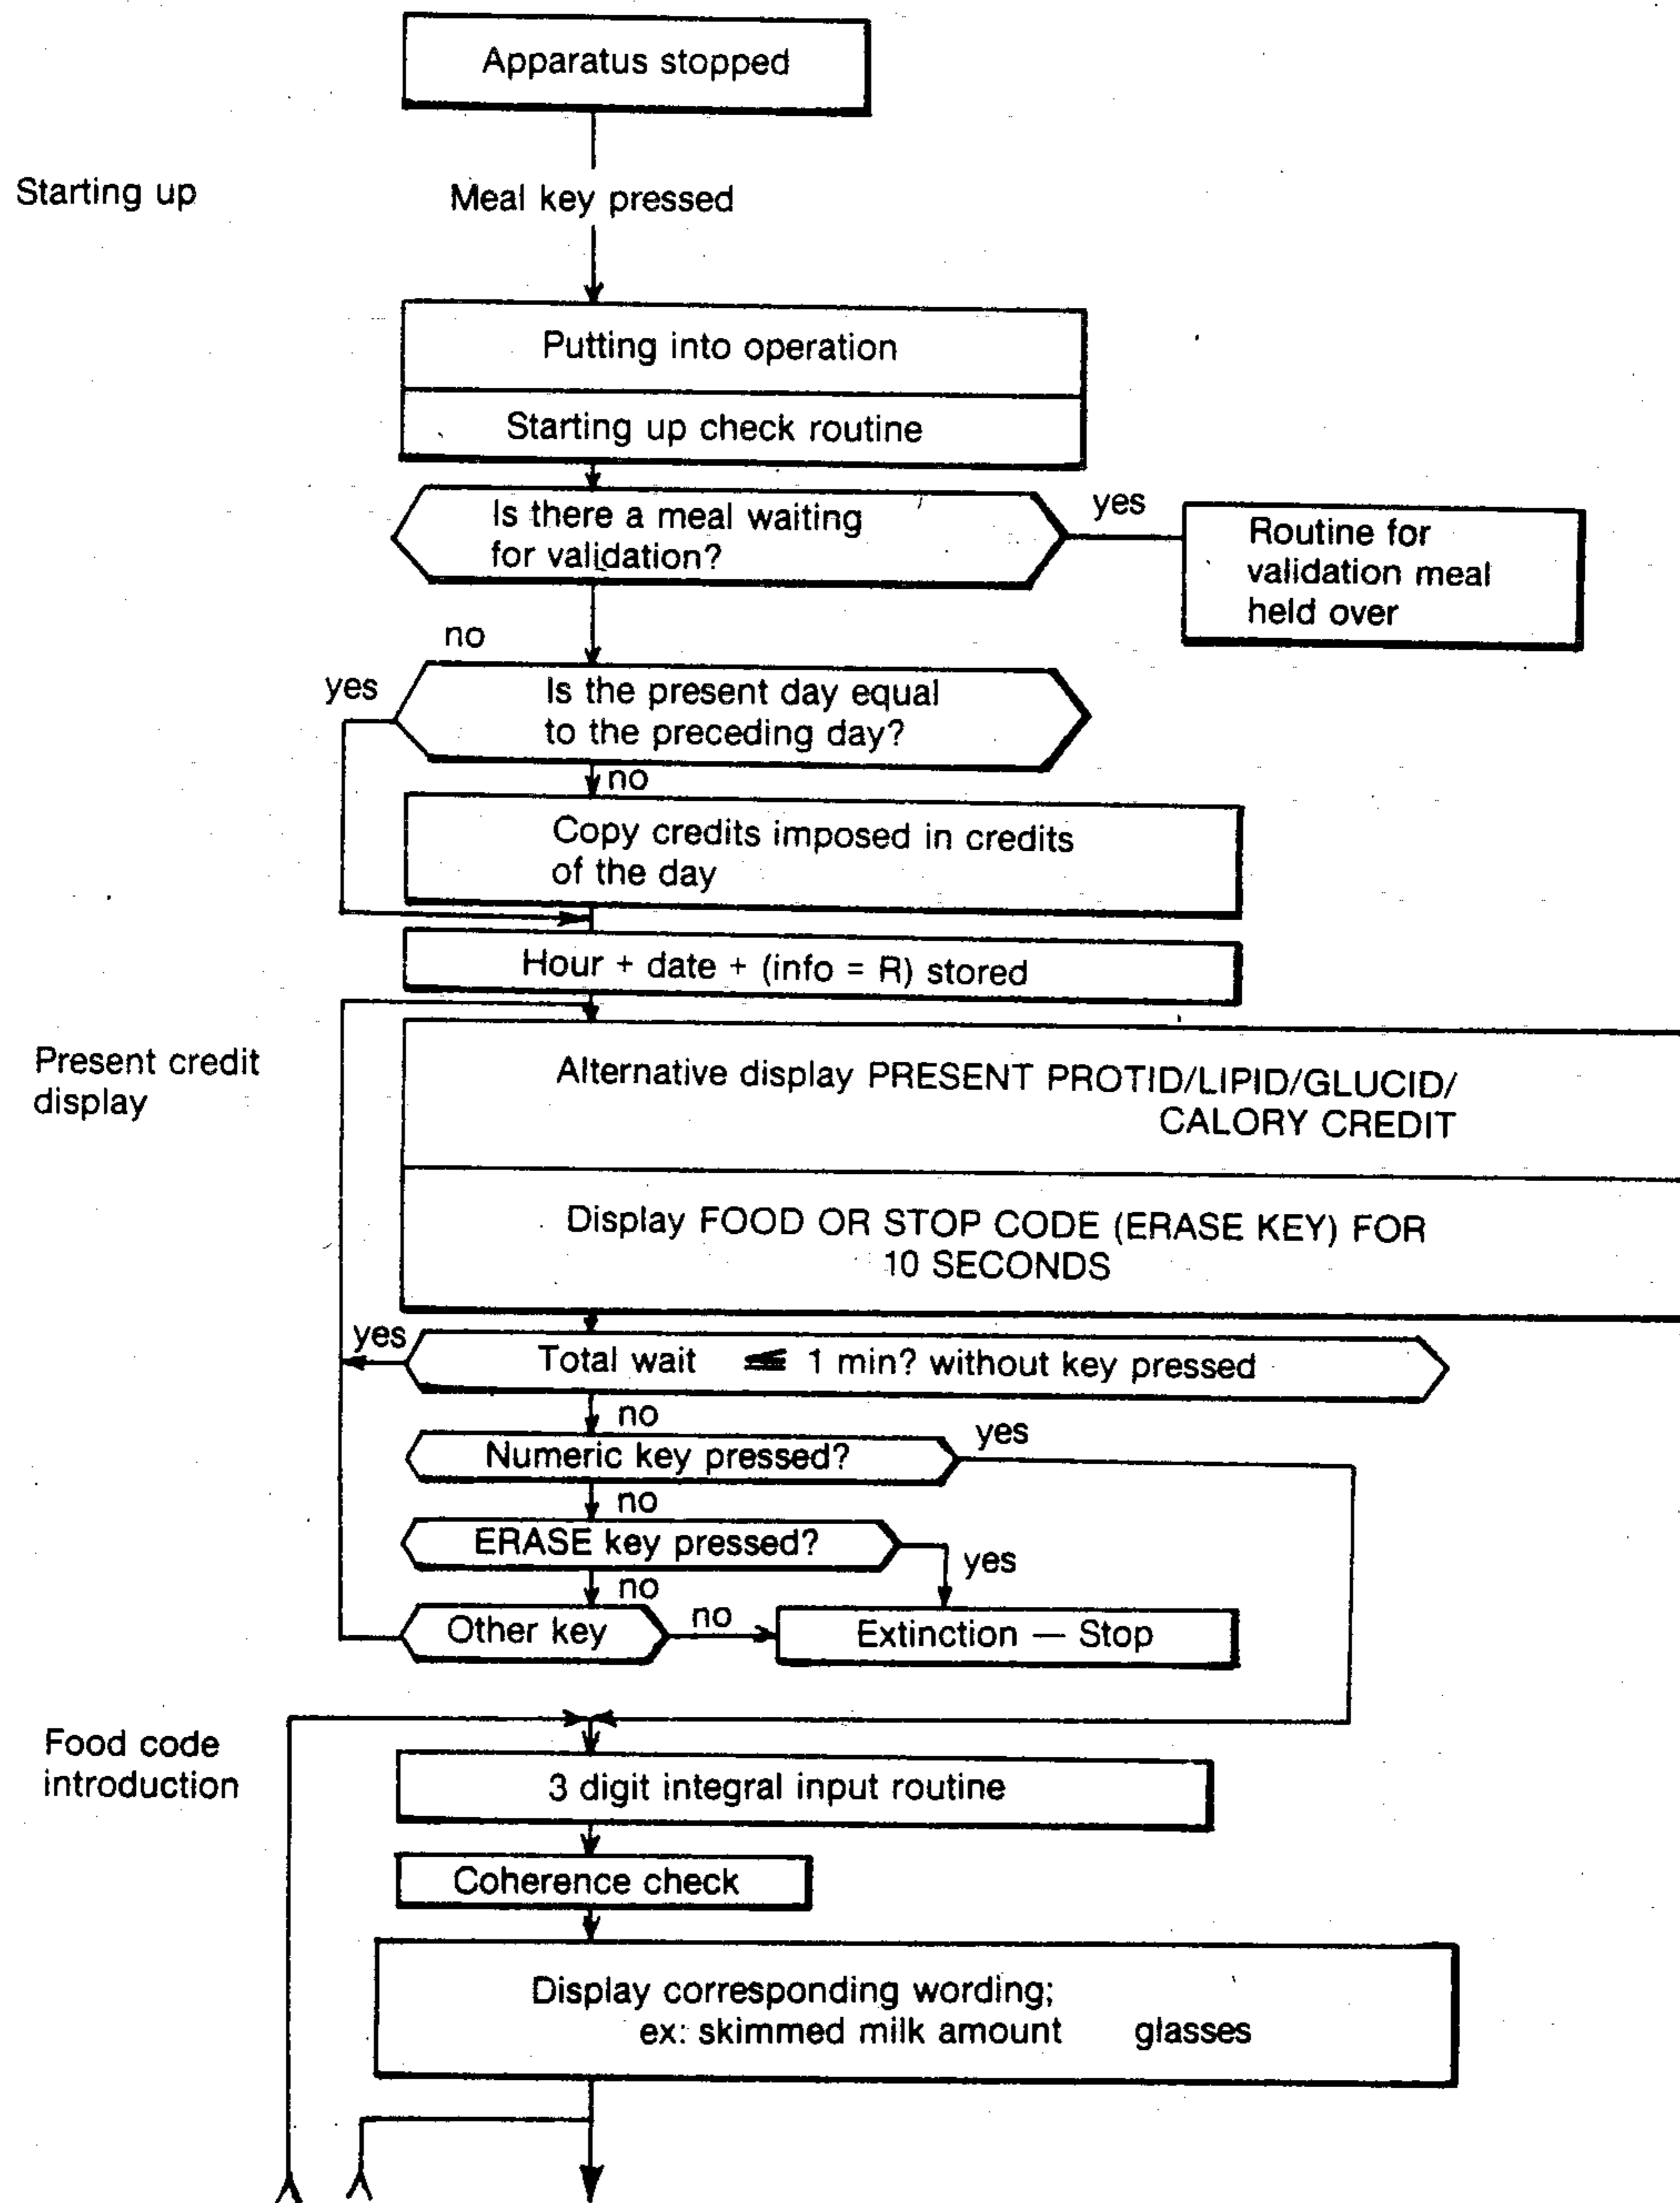 Apparatus stopped
Starting up
Meal key pressed
Putting into operation
Starting up check routine
Is there a meal waiting
for validation?
yes
Routine for
validation meal
held over
no
yes
Is the present day equal
to the preceding day?
no
Copy credits imposed in credits
of the day
Hour + date + (info = R) stored
Present credit
display
Alternative display PRESENT PROTID/LIPID/GLUCID/
CALORY CREDIT
Display FOOD OR STOP CODE (ERASE KEY) FOR
10 SECONDS
yes
Total wait ≤ 1 min? without key pressed
no
Numeric key pressed?
yes
no
ERASE key pressed?
yes
no
Other key
no
Extinction — Stop
Food code
introduction
3 digit integral input routine
Coherence check
Display corresponding wording;
ex: skimmed milk amount glasses